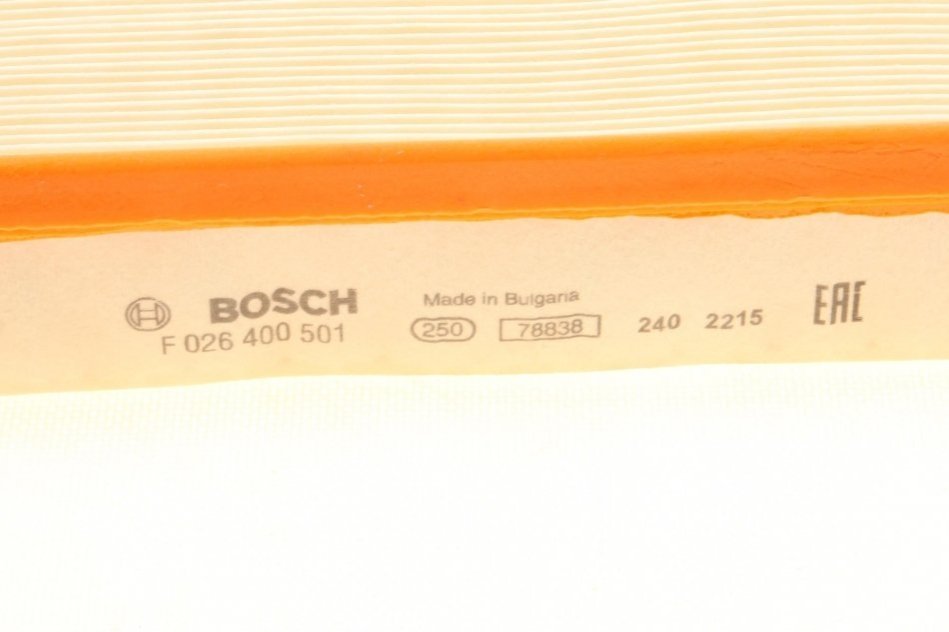 BOSCH
F 026 400 501
Made in Bulgaria
250 78838
240 2215
EAC